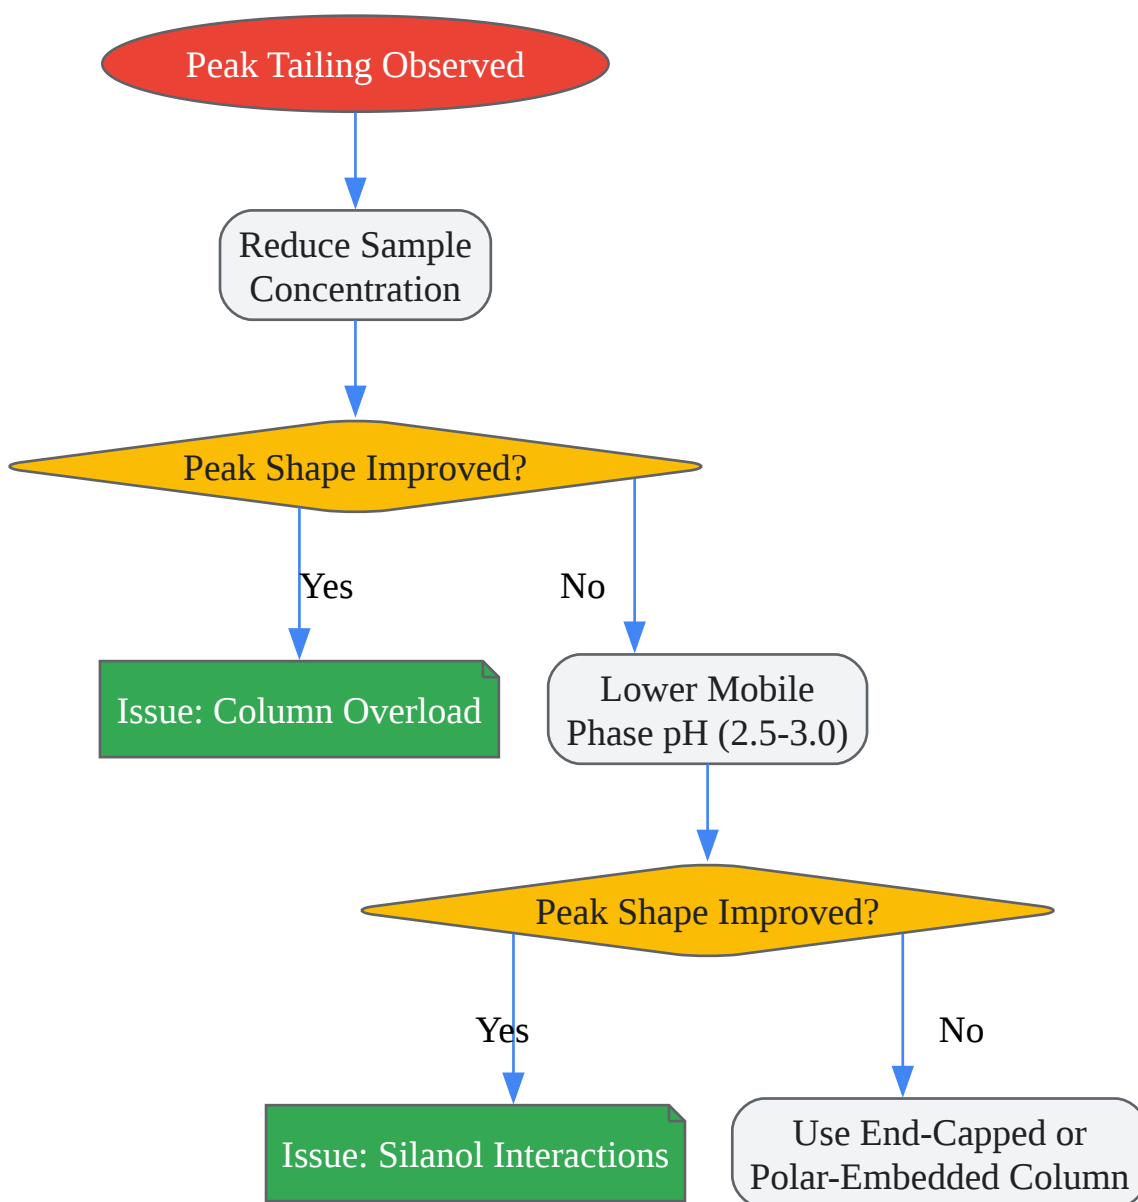 Peak Tailing Observed
Reduce Sample
Concentration
Peak Shape Improved?
Yes
No
Issue: Column Overload
Lower Mobile
Phase pH (2.5-3.0)
Peak Shape Improved?
Yes
No
Issue: Silanol Interactions
Use End-Capped or
Polar-Embedded Column